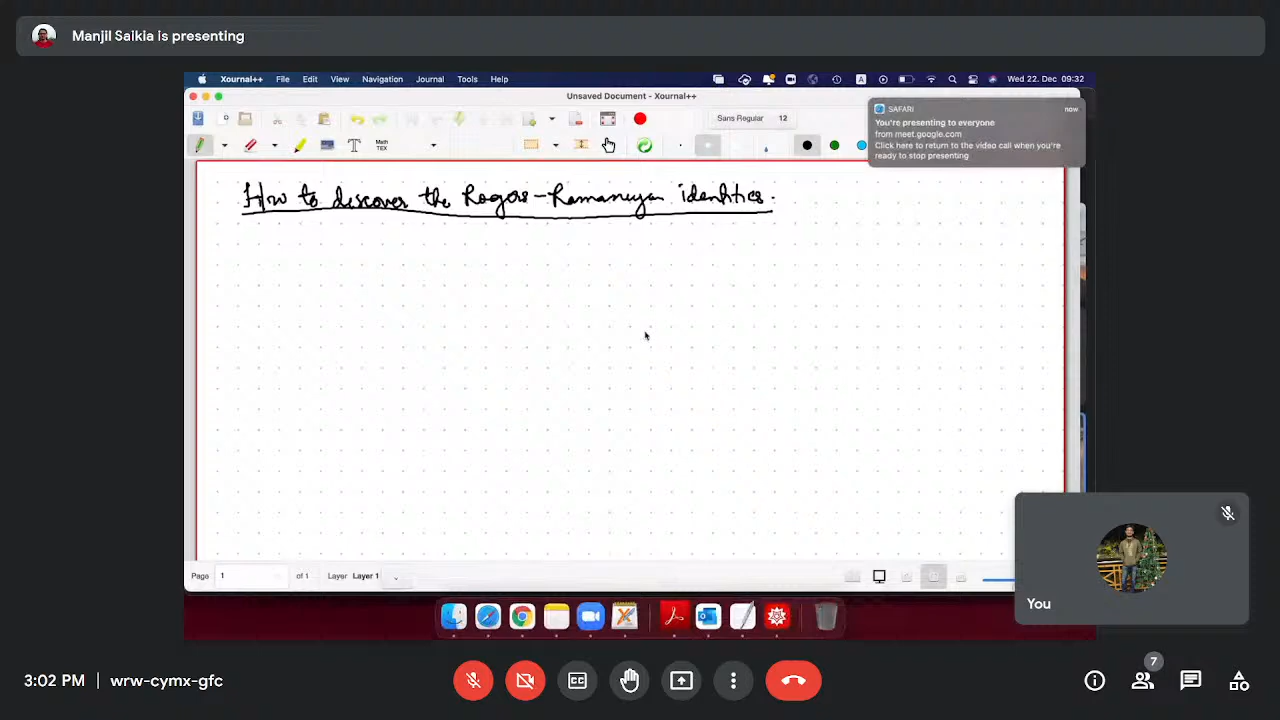 Manjil Saikia is presenting
Xournal++ File Edit View Navigation Journal Tools Help
Wed 22. Dec 09:32
Unsaved Document - Xournal++
SAFARI
now
You're presenting to everyone
from meet.google.com
Click here to return to the video call when you're
ready to stop presenting
Sans Regular 12
Math
TEX
How to discover the Rogers-Ramanujan identities.
Page 1 of 1 Layer Layer 1
You
3:02 PM | wrw-cymx-gfc
7